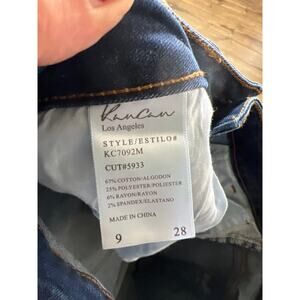 KanCan
Los Angeles
STYLE/ESTILO#
KC7092M
CUT#5933
67% COTTON/ALGODON
25% POLYESTER/POLIESTER
6% RAYON/RAYON
2% SPANDEX/ELASTANO
MADE IN CHINA
9 28